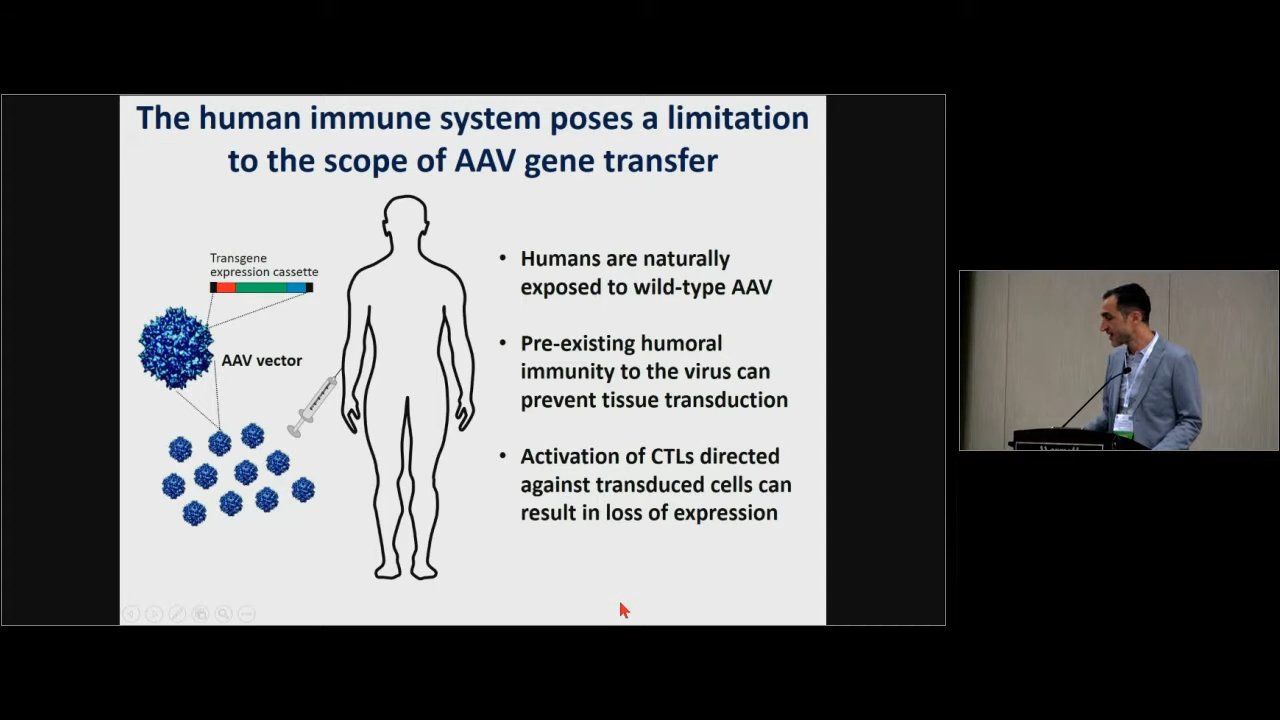 The human immune system poses a limitation
to the scope of AAV gene transfer
Transgene
expression cassette
AAV vector
• Humans are naturally
exposed to wild-type AAV
• Pre-existing humoral
immunity to the virus can
prevent tissue transduction
• Activation of CTLs directed
against transduced cells can
result in loss of expression